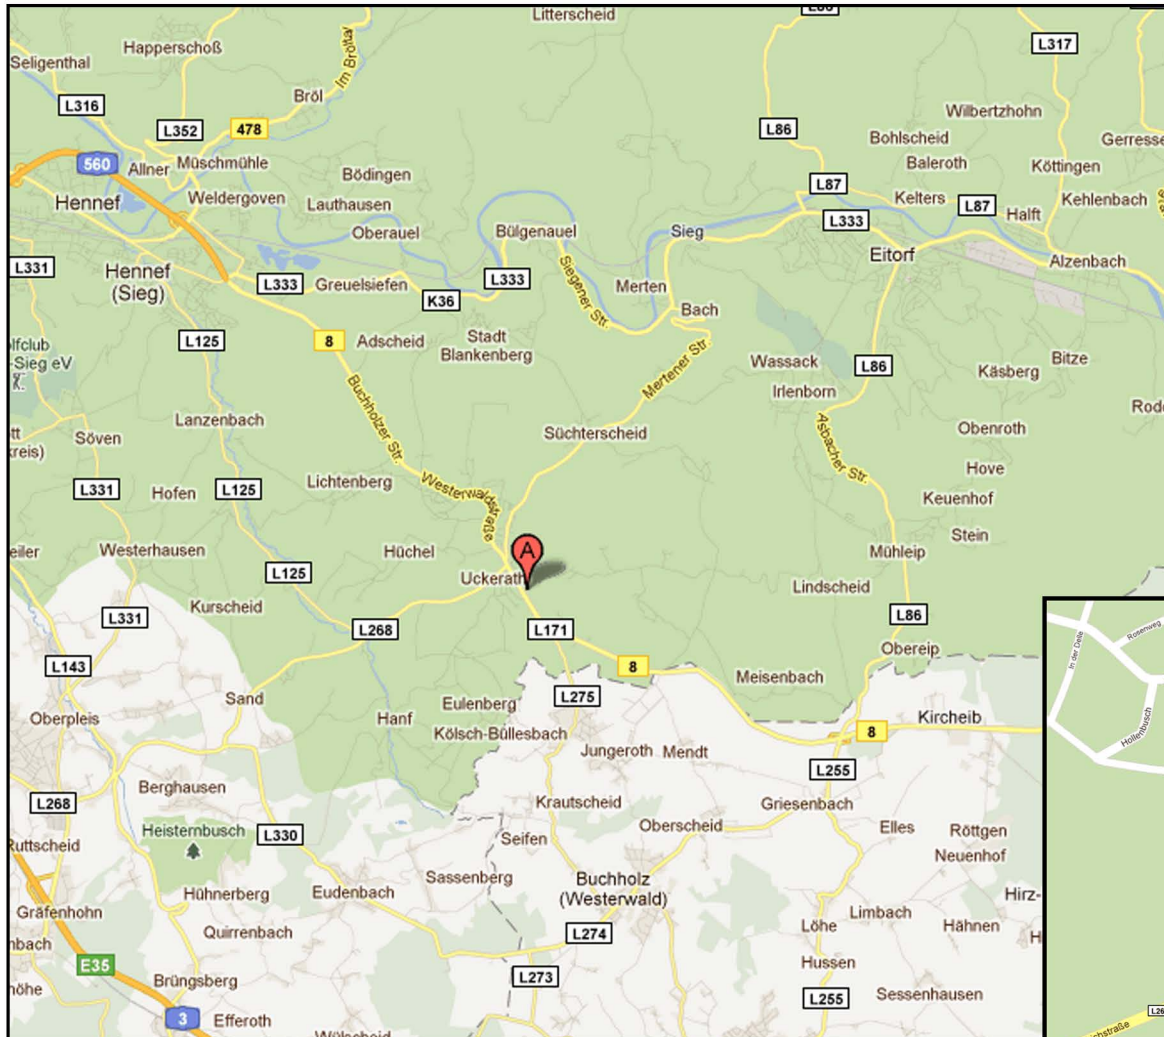 Litterscheid
L317
Happerschoß
Seligenthal
Im Bröltal
Bröl
L316
L352
478
L86
Wilbertzhohn
Bohlscheid
Baleroth
Köttingen
560
Allner
Müschmühle
Bödingen
Weldergoven
Lauthausen
Hennef
L87
Kelters
L87
Halft
Kehlenbach
Oberauel
Bülgenauel
Sieg
L333
Eitorf
Alzenbach
L331
Hennef
(Sieg)
L333
Greuelsiefen
K36
L333
Siegener Str.
Merten
Bach
L125
8
Adscheid
Stadt
Blankenberg
Mertener Str.
Wassack
L86
Bitze
Käsberg
-Sieg eV
Irlenborn
Buchholzer Str.
Lanzenbach
Söven
Süchterscheid
Asbacher Str.
Obenroth
Hove
L331
Hofen
L125
Lichtenberg
Westerwaldstraße
Keuenhof
Stein
Westerhausen
Hüchel
A
Mühleip
L125
Uckerath
Lindscheid
Kurscheid
L331
L268
L171
L86
Obereip
L143
8
Meisenbach
In der Delle
Rosenweg
Hollenbusch
Sand
Eulenberg
L275
Oberpleis
Hanf
Kölsch-Büllesbach
Jungeroth
Mendt
8
Kircheib
L255
Berghausen
L268
Krautscheid
Griesenbach
Heisternbusch
L330
Seifen
Oberscheid
Elles
Röttgen
Ruttscheid
Neuenhof
Hühnerberg
Eudenbach
Sassenberg
Buchholz
(Westerwald)
Hirz-
Gräfenhohn
Quirrenbach
L274
Limbach
Löhe
Hähnen
E35
Brüngsberg
L273
Hussen
L255
Sessenhausen
3
Efferoth
Wülscheid